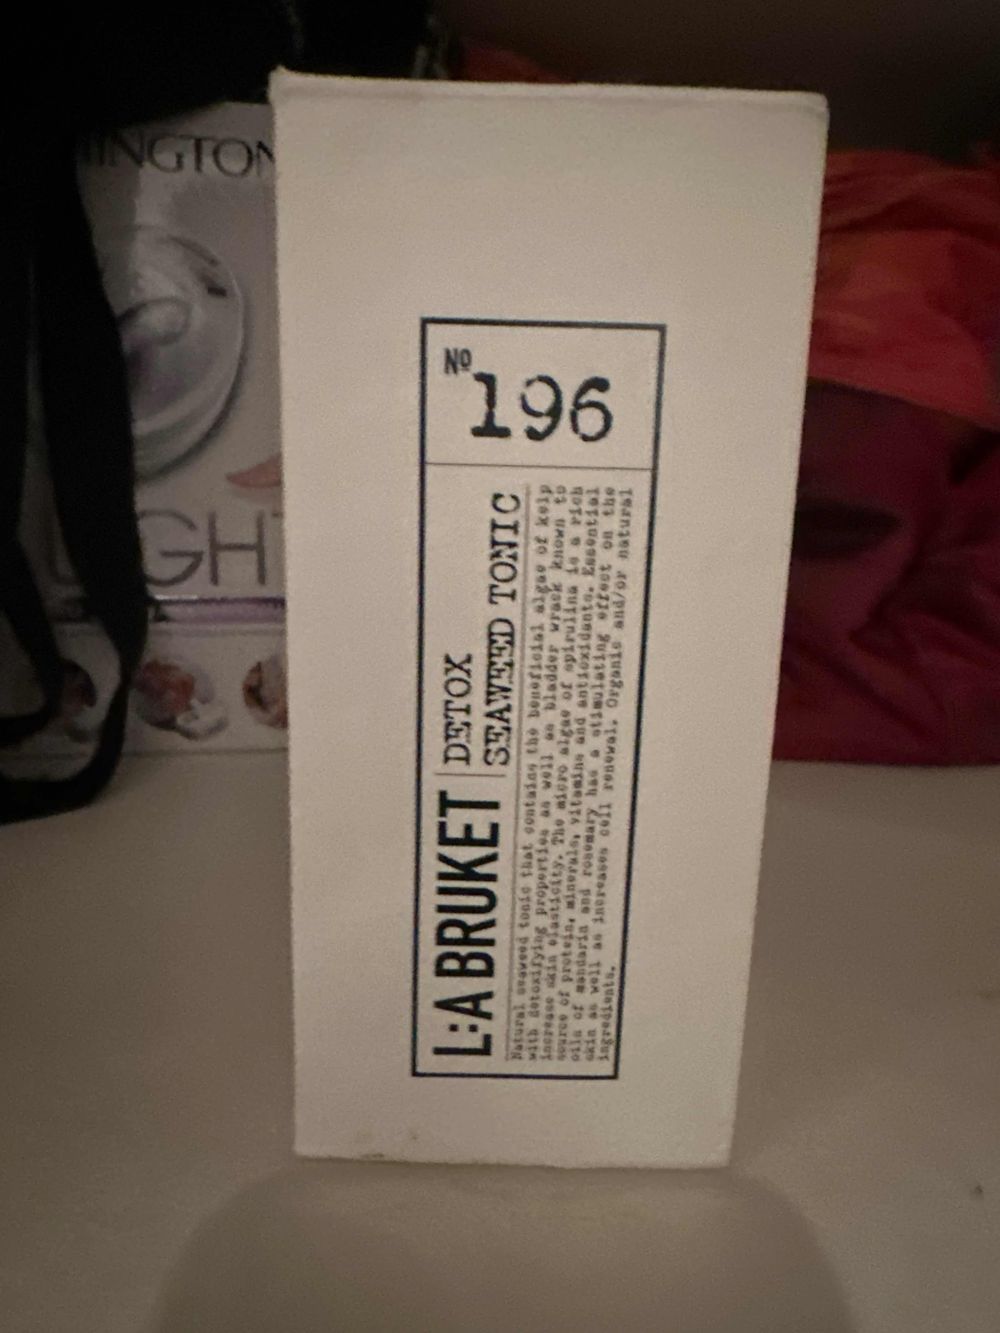 INGTON
GHT
Nº
196
L:A BRUKET
DETOX
SEAWEED TONIC
Natural seaweed tonic that contains the beneficial algae of kelp
with detoxifying properties as well as bladder wrack known to
increase skin elasticity. The micro algae of spirulina is a rich
source of protein, minerals, vitamins and antioxidants. Essential
oils of mandarin and rosemary has a stimulating effect on the
skin as well as increases cell renewal. Organic and/or natural
ingredients.